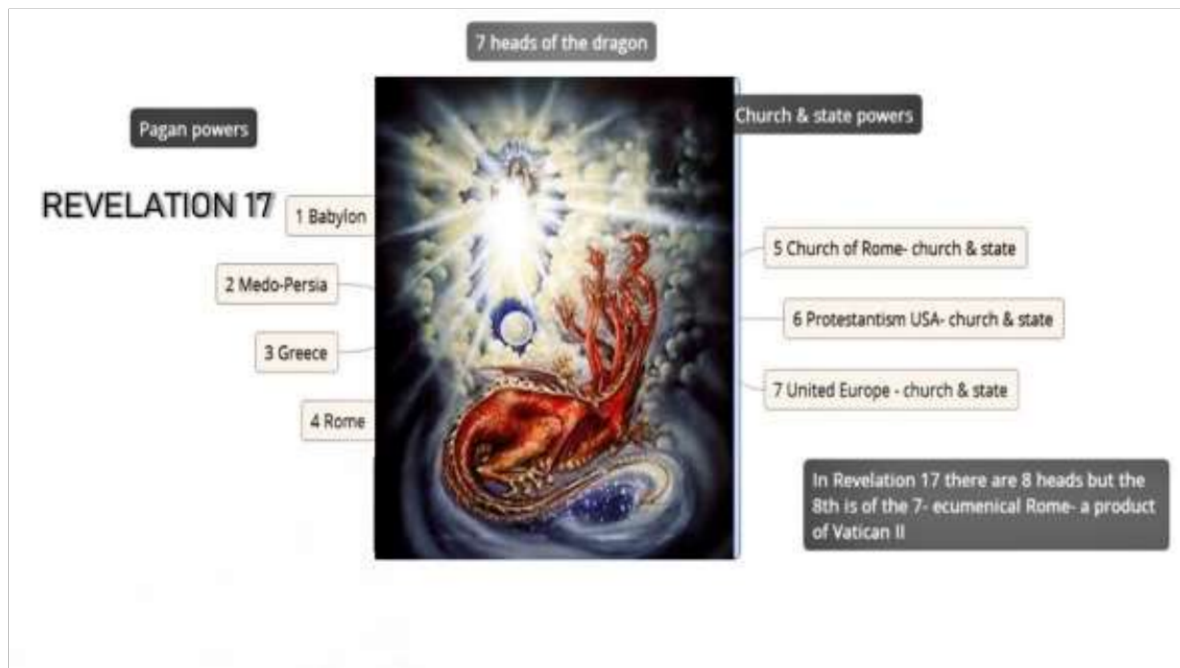 7 heads of the dragon
Pagan powers
Church & state powers
REVELATION 17
1 Babylon
2 Medo-Persia
3 Greece
4 Rome
5 Church of Rome- church & state
6 Protestantism USA- church & state
7 United Europe - church & state
In Revelation 17 there are 8 heads but the
8th is of the 7- ecumenical Rome- a product
of Vatican II